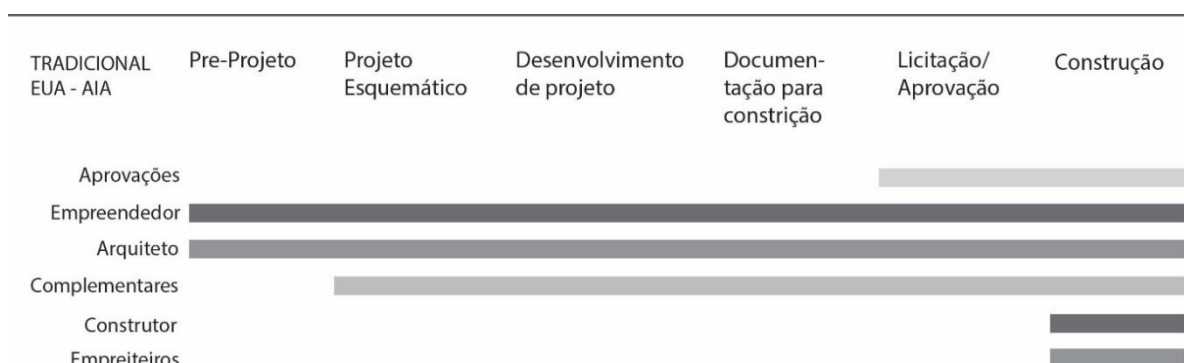 TRADICIONAL
EUA - AIA
Pre-Projeto
Projeto
Esquemático
Desenvolvimento
de projeto
Documen-
tação para
constrição
Licitação/
Aprovação
Construção
Aprovações
Empreendedor
Arquiteto
Complementares
Construtor
Empreiteiros